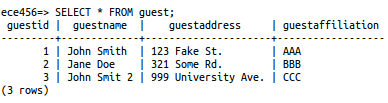 ece456=> SELECT * FROM guest;
 guestid | guestname | guestaddress | guestaffiliation
---------+------------+---------------------+------------------
 1 | John Smith | 123 Fake St. | AAA
 2 | Jane Doe | 321 Some Rd. | BBB
 3 | John Smit 2 | 999 University Ave. | CCC
(3 rows)